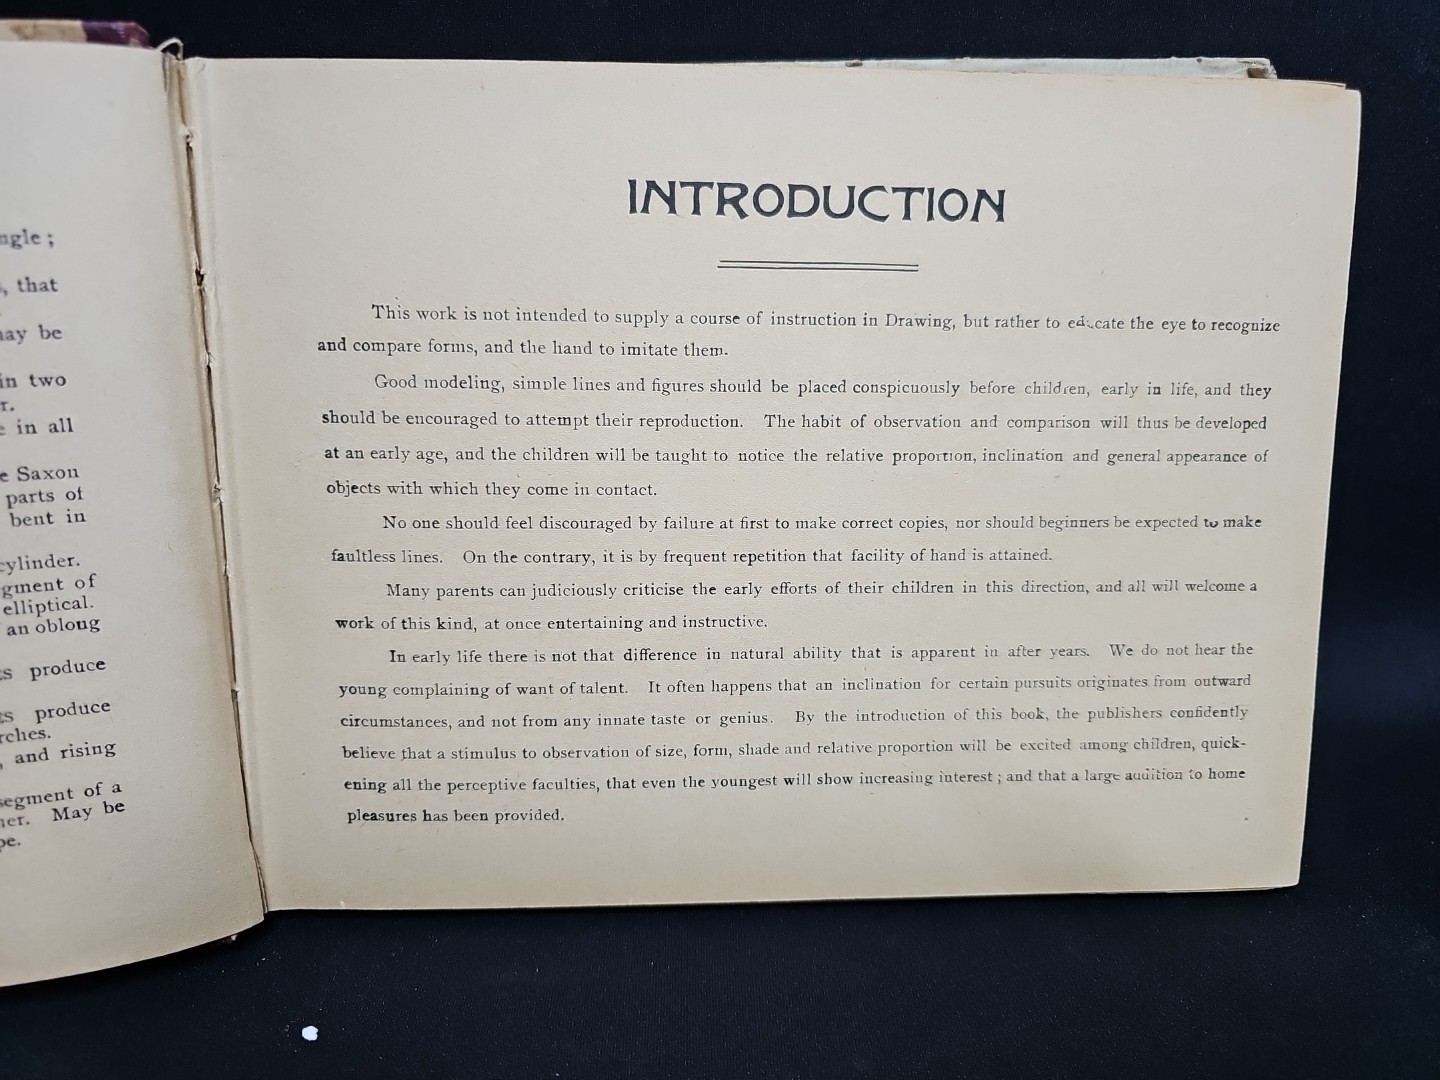 ngle ;
, that
may be
in two
r.
e in all
e Saxon
parts of
bent in
cylinder.
gment of
elliptical.
an oblong
ts produce
ts produce
rches.
, and rising
segment of a
ner. May be
pe.
INTRODUCTION
This work is not intended to supply a course of instruction in Drawing, but rather to educate the eye to recognize
and compare forms, and the hand to imitate them.
Good modeling, simple lines and figures should be placed conspicuously before children, early in life, and they
should be encouraged to attempt their reproduction. The habit of observation and comparison will thus be developed
at an early age, and the children will be taught to notice the relative proportion, inclination and general appearance of
objects with which they come in contact.
No one should feel discouraged by failure at first to make correct copies, nor should beginners be expected to make
faultless lines. On the contrary, it is by frequent repetition that facility of hand is attained.
Many parents can judiciously criticise the early efforts of their children in this direction, and all will welcome a
work of this kind, at once entertaining and instructive.
In early life there is not that difference in natural ability that is apparent in after years. We do not hear the
young complaining of want of talent. It often happens that an inclination for certain pursuits originates from outward
circumstances, and not from any innate taste or genius. By the introduction of this book, the publishers confidently
believe that a stimulus to observation of size, form, shade and relative proportion will be excited among children, quick-
ening all the perceptive faculties, that even the youngest will show increasing interest ; and that a large audition to home
pleasures has been provided.